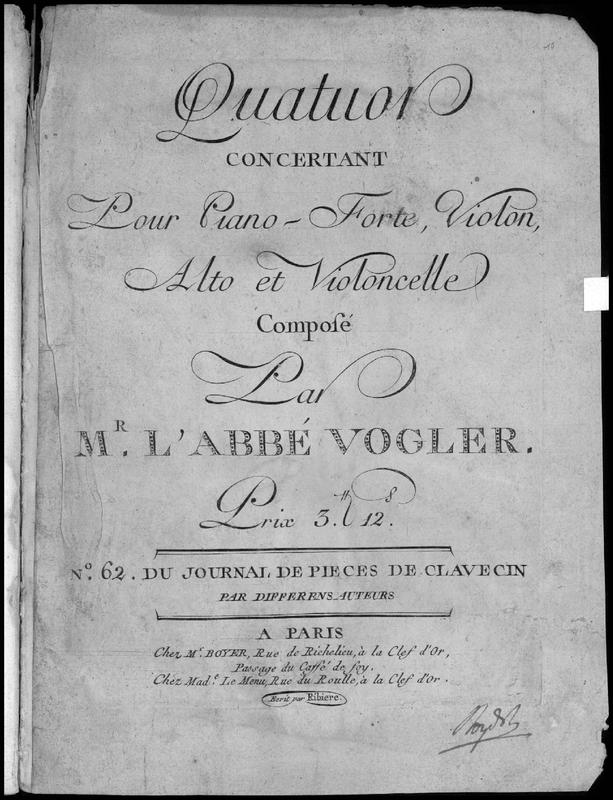 Quatuor
CONCERTANT
Pour Piano-Forte, Violon,
Alto et Violoncelle
Composé
Par
M.R L'ABBÉ VOGLER.
Prix 3.tt 12.s
No. 62. DU JOURNAL DE PIECES DE CLAVECIN
PAR DIFFERENS AUTEURS
A PARIS
Chez Mr. BOYER, Rue de Richelieu, à la Clef d'Or,
Passage du Caffé de foy.
Chez Made. Le Menu, Rue du Roulle, à la Clef d'Or.
Ecrit par Ribiere.